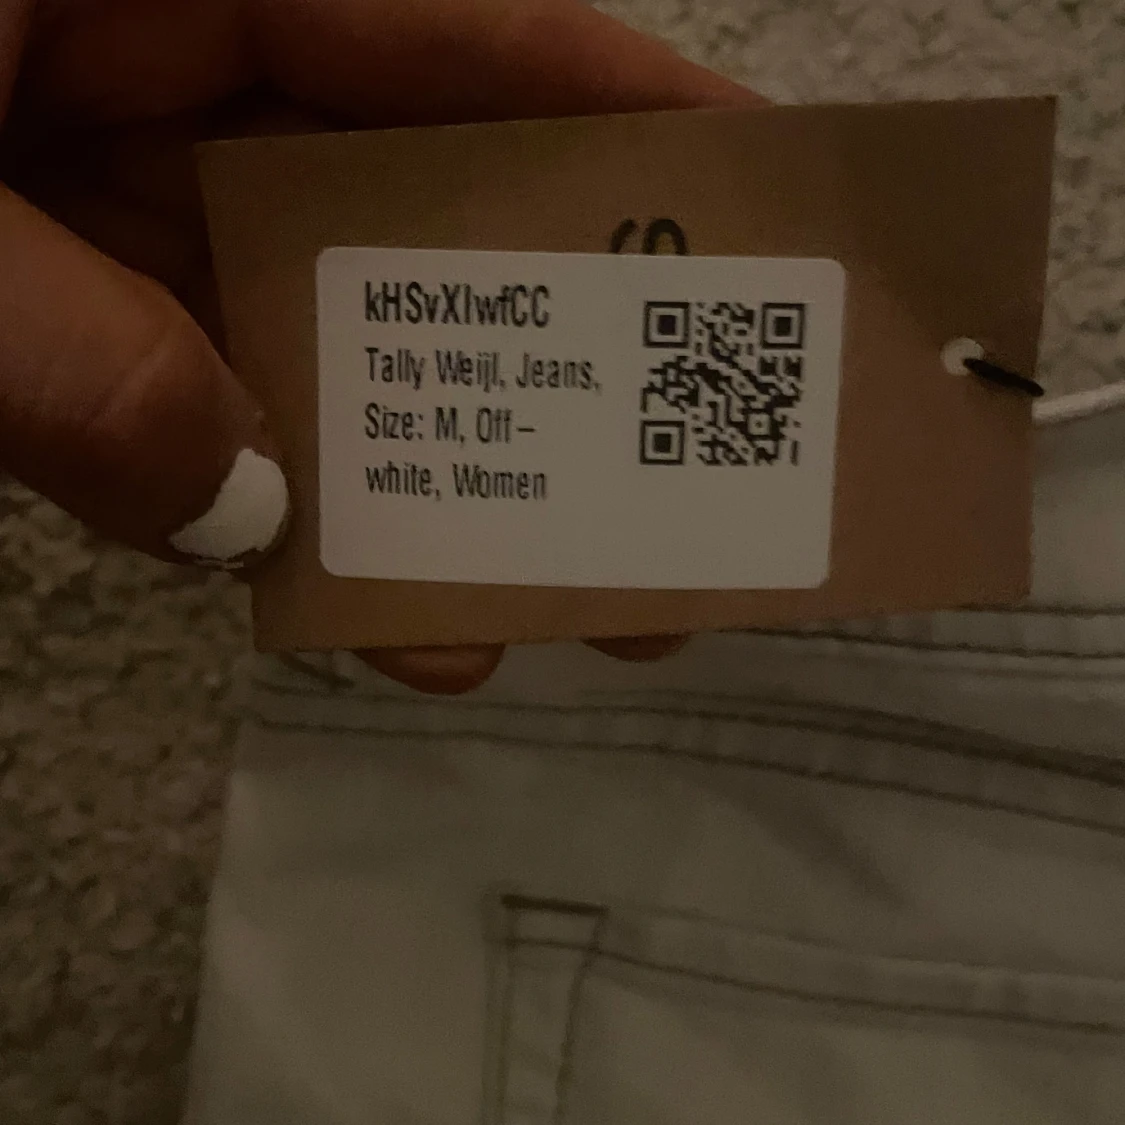 kHSvXIwfCC
Tally Weijl, Jeans,
Size: M, Off-
white, Women